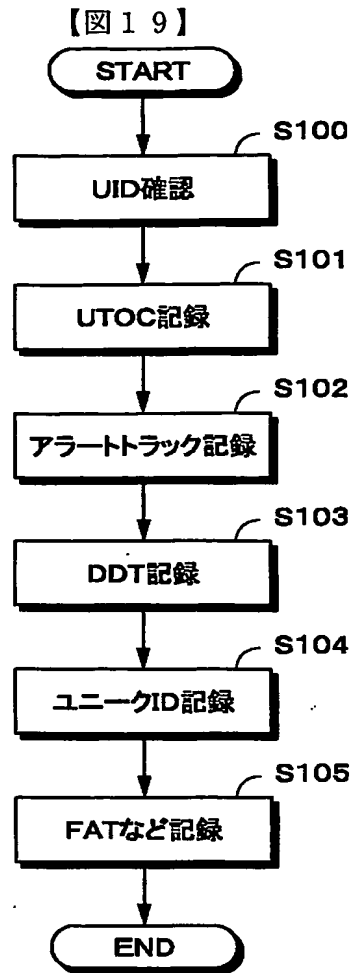 【図１９】
START
S100
UID確認
S101
UTOC記録
S102
アラートトラック記録
S103
DDT記録
S104
ユニークID記録
S105
FATなど記録
END